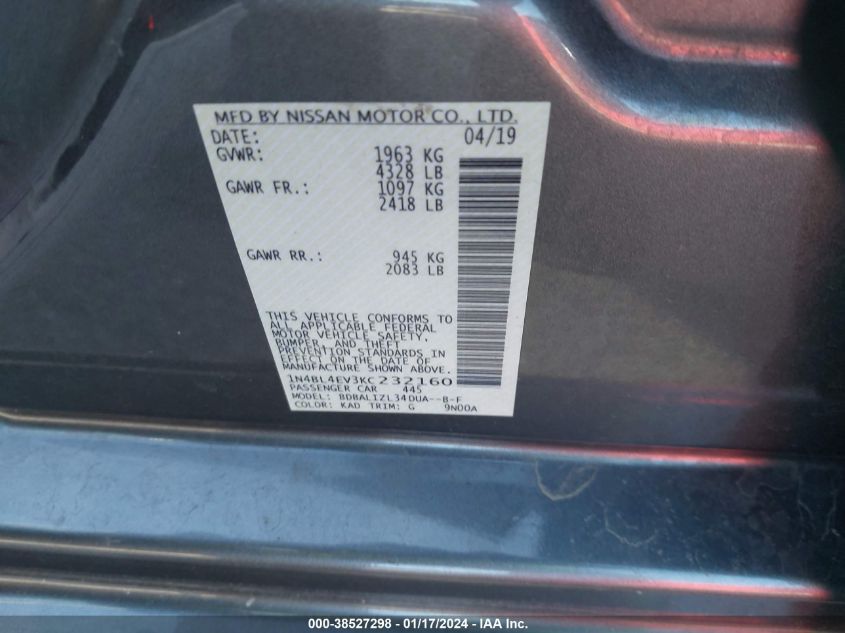 MFD BY NISSAN MOTOR CO., LTD.
DATE: 04/19
GVWR: 1963 KG
4328 LB
GAWR FR.: 1097 KG
2418 LB
GAWR RR.: 945 KG
2083 LB
THIS VEHICLE CONFORMS TO
ALL APPLICABLE FEDERAL
MOTOR VEHICLE SAFETY,
BUMPER, AND THEFT
PREVENTION STANDARDS IN
EFFECT ON THE DATE OF
MANUFACTURE SHOWN ABOVE.
1N4BL4EV3KC232160
PASSENGER CAR 445
MODEL: BDBALIZL34DUA--B-F
COLOR: KAD TRIM: G 9N00A
000-38527298 - 01/17/2024 - IAA Inc.